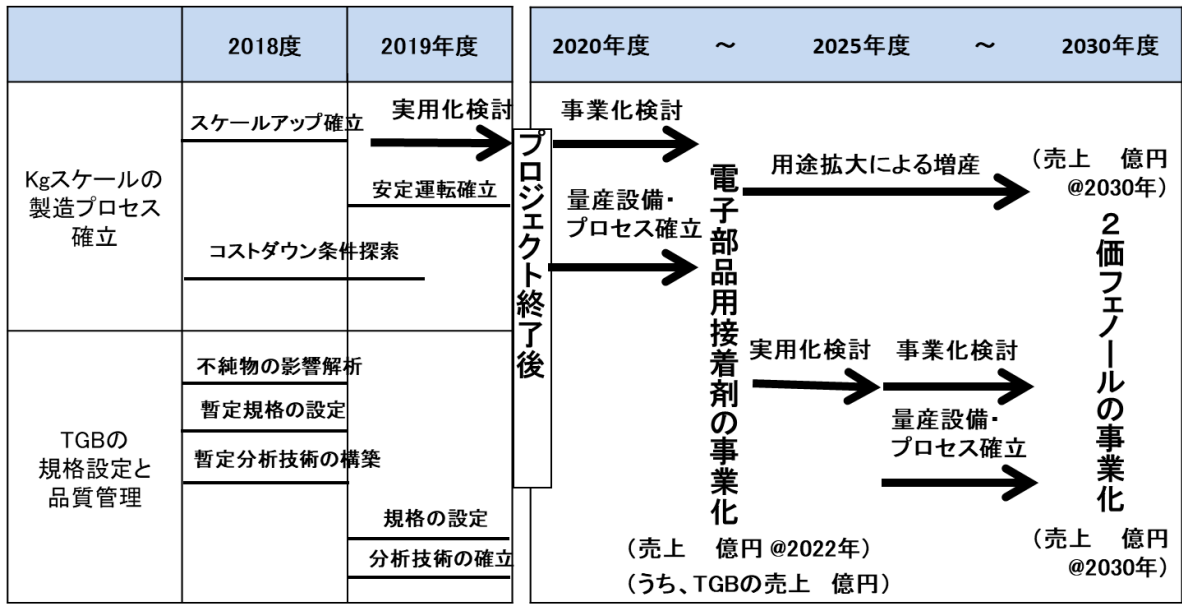 2018度
2019年度
2020年度 ～ 2025年度 ～ 2030年度
Kgスケールの
製造プロセス
確立
スケールアップ確立
実用化検討
安定運転確立
コストダウン条件探索
プロジェクト終了後
事業化検討
量産設備・
プロセス確立
電子部品用接着剤の事業化
用途拡大による増産
（売上　億円
@2030年）
２価フェノールの事業化
TGBの
規格設定と
品質管理
不純物の影響解析
暫定規格の設定
暫定分析技術の構築
規格の設定
分析技術の確立
実用化検討
事業化検討
量産設備・
プロセス確立
（売上　億円 @2022年）
（うち、TGBの売上　億円）
（売上　億円
@2030年）